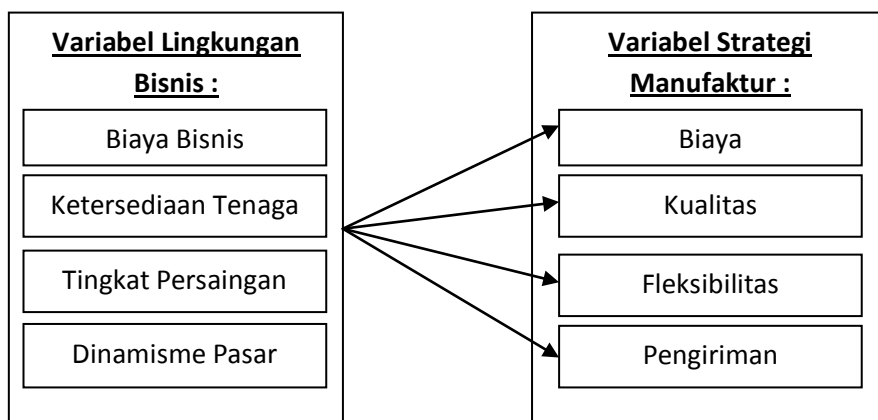 Variabel Lingkungan
Bisnis :
Biaya Bisnis
Ketersediaan Tenaga
Tingkat Persaingan
Dinamisme Pasar
Variabel Strategi
Manufaktur :
Biaya
Kualitas
Fleksibilitas
Pengiriman